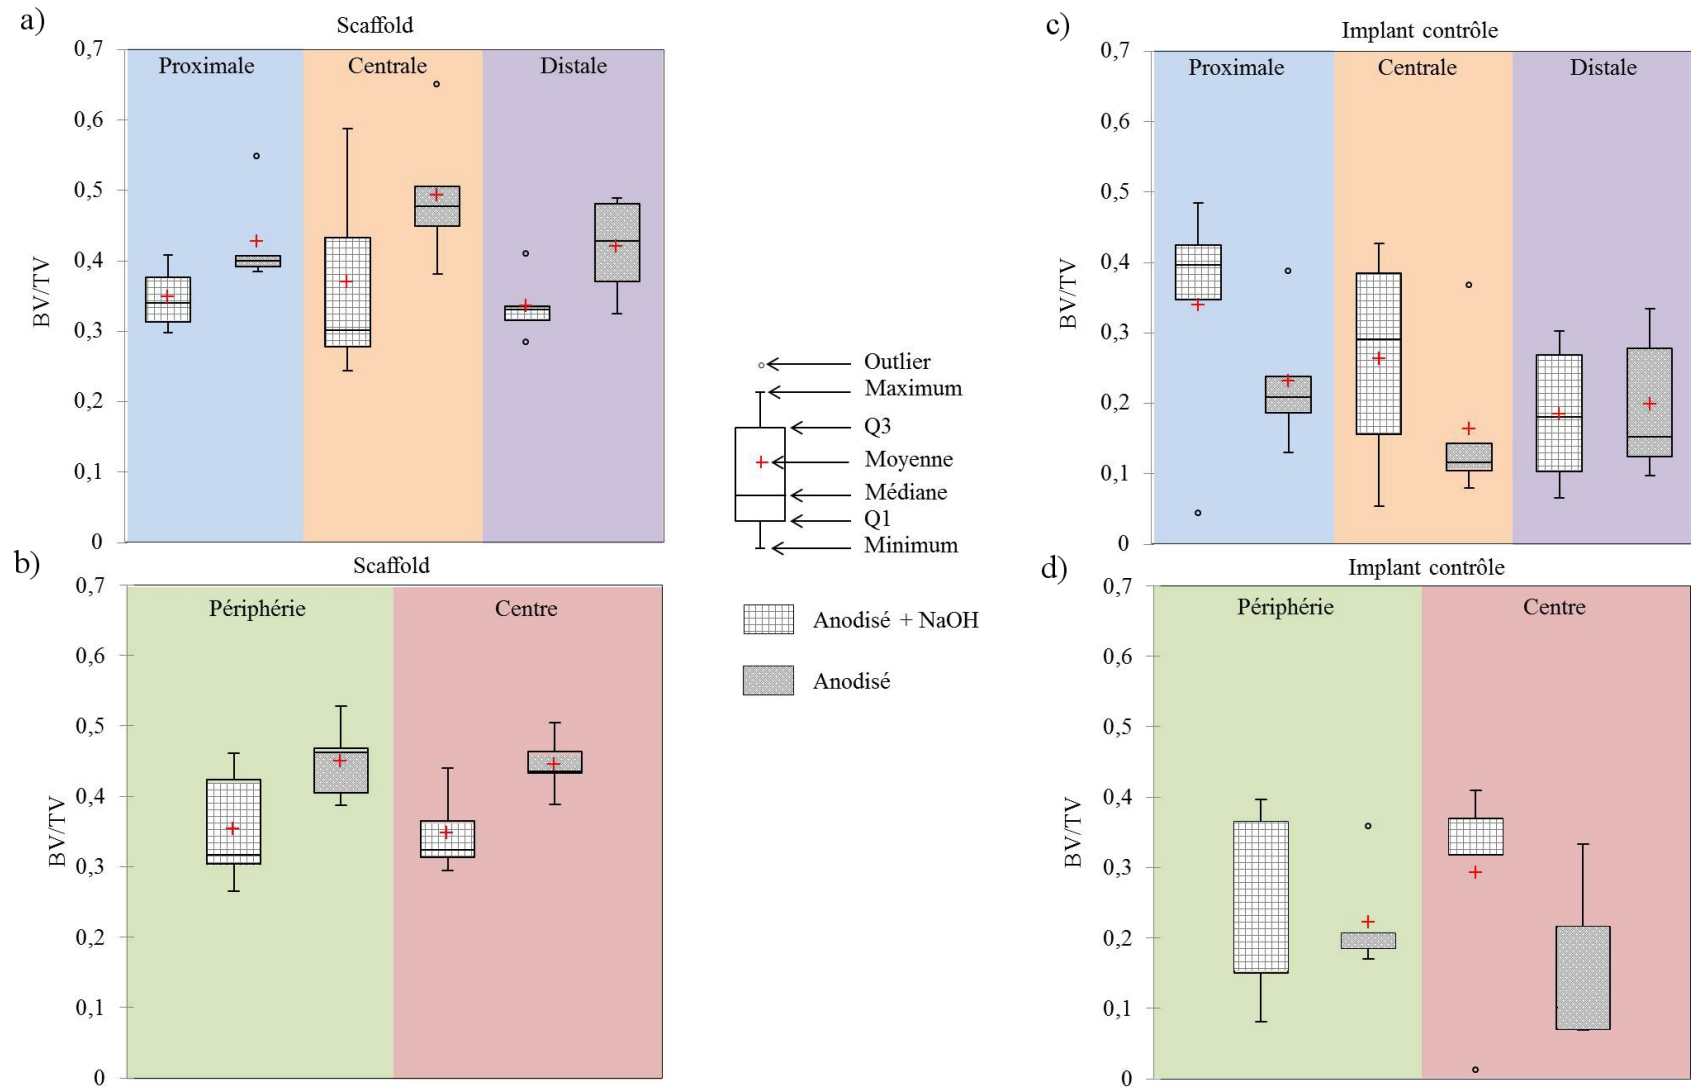 a)
Scaffold
0,7
0,6
0,5
0,4
0,3
0,2
0,1
0
BV/TV
Proximale
Centrale
Distale
b)
Scaffold
0,7
0,6
0,5
0,4
0,3
0,2
0,1
0
BV/TV
Périphérie
Centre
Outlier
Maximum
Q3
Moyenne
Médiane
Q1
Minimum
Anodisé + NaOH
Anodisé
c)
Implant contrôle
0,7
0,6
0,5
0,4
0,3
0,2
0,1
0
BV/TV
Proximale
Centrale
Distale
d)
Implant contrôle
0,7
0,6
0,5
0,4
0,3
0,2
0,1
0
BV/TV
Périphérie
Centre